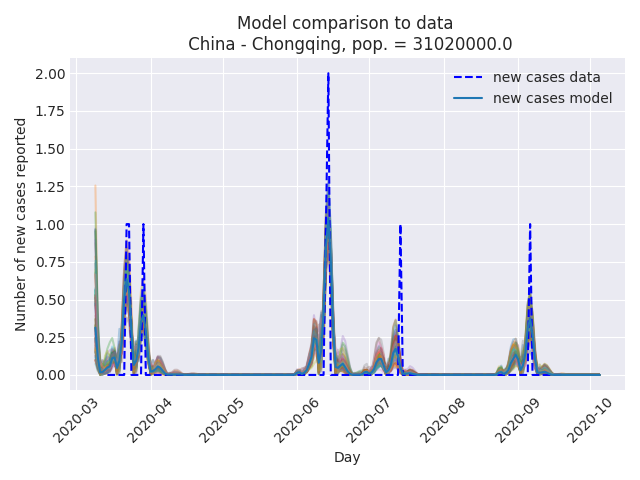 Model comparison to data
China - Chongqing, pop. = 31020000.0
new cases data
new cases model
Number of new cases reported
2.00
1.75
1.50
1.25
1.00
0.75
0.50
0.25
0.00
2020-03
2020-04
2020-05
2020-06
2020-07
2020-08
2020-09
2020-10
Day